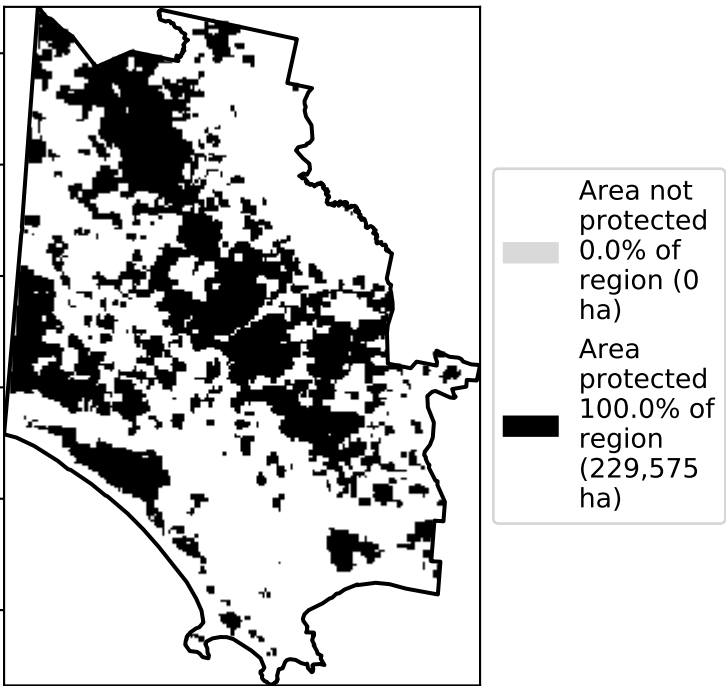 Area not
protected
0.0% of
region (0
ha)
Area
protected
100.0% of
region
(229,575
ha)